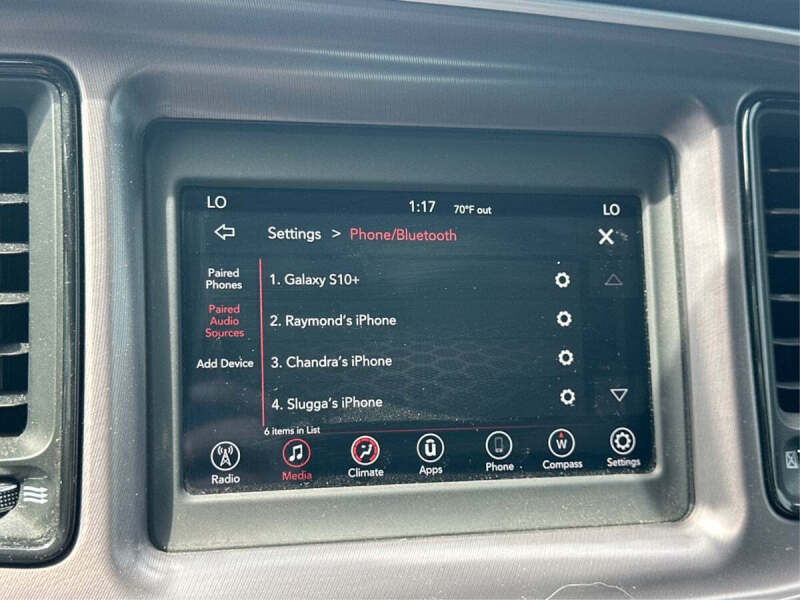 LO 1:17 70°F out LO
Settings > Phone/Bluetooth X
Paired
Phones
Paired
Audio
Sources
Add Device
1. Galaxy S10+
2. Raymond's iPhone
3. Chandra's iPhone
4. Slugga's iPhone
6 items in List
Radio Media Climate Apps Phone Compass Settings
ū W